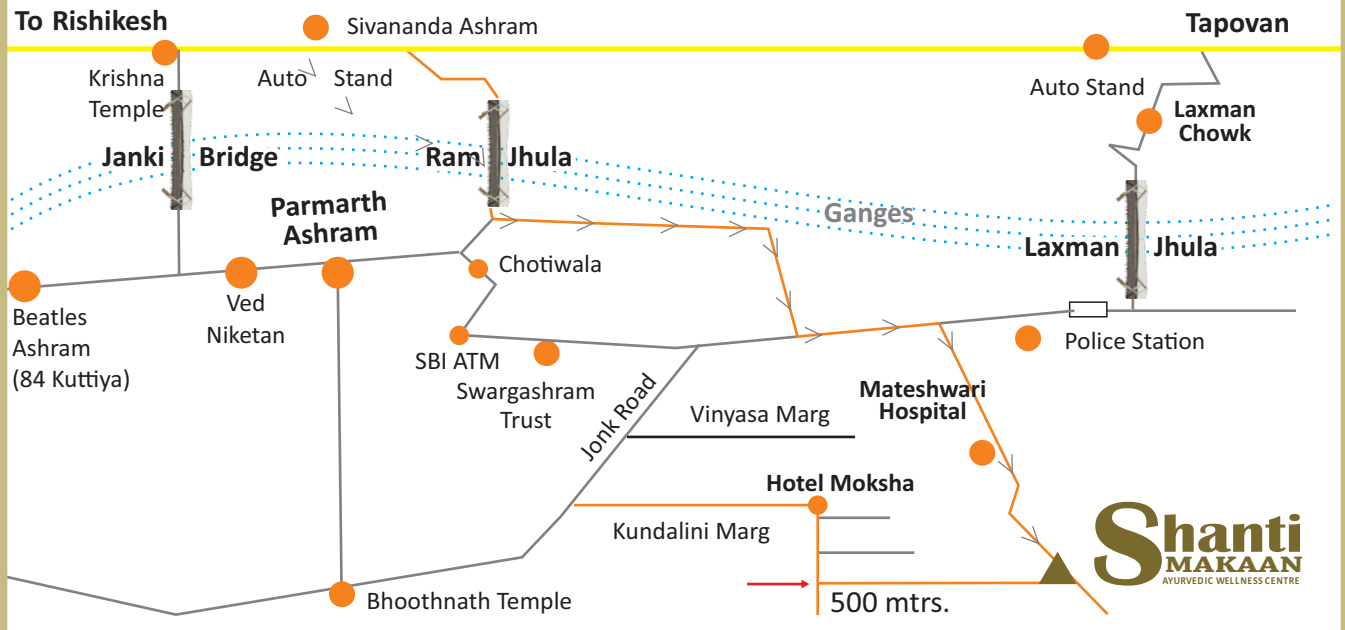 To Rishikesh
Sivananda Ashram
Tapovan
Krishna
Temple
Auto Stand
Auto Stand
Laxman
Chowk
Janki Bridge
Ram Jhula
Parmarth
Ashram
Ganges
Laxman Jhula
Chotiwala
Ved
Niketan
Beatles
Ashram
(84 Kuttiya)
SBI ATM
Swargashram
Trust
Police Station
Jonk Road
Mateshwari
Hospital
Vinyasa Marg
Hotel Moksha
Kundalini Marg
Shanti
MAKAAN
AYURVEDIC WELLNESS CENTRE
Bhoothnath Temple
500 mtrs.